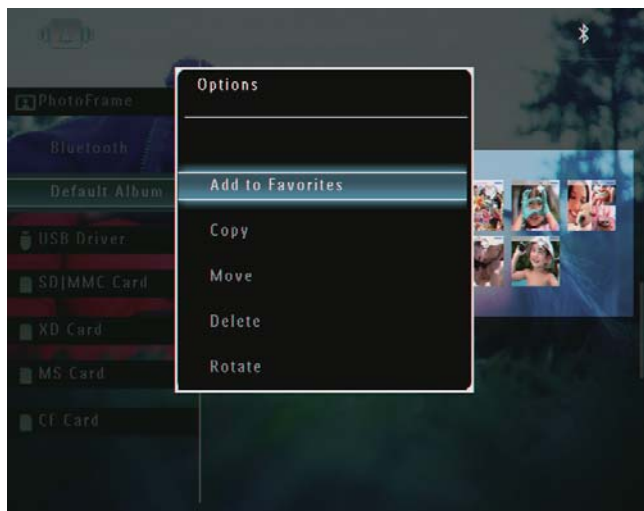 PhotoFrame
Bluetooth
Default Album
USB Driver
SD|MMC Card
XD Card
MS Card
CF Card
Options
Add to Favorites
Copy
Move
Delete
Rotate